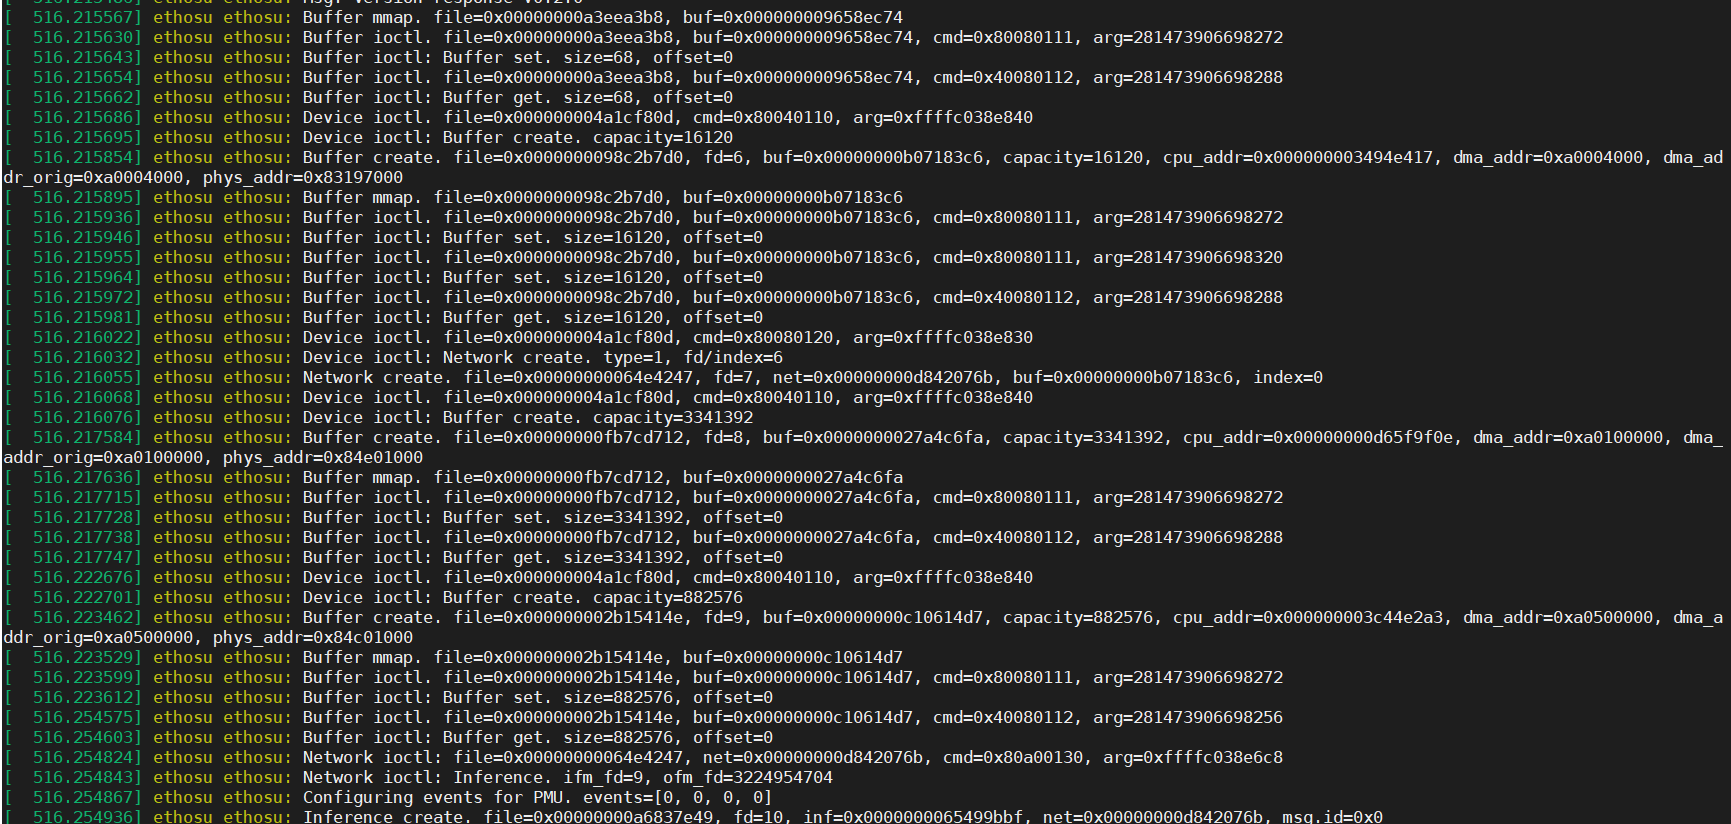 [  516.215567] ethosu ethosu: Buffer mmap. file=0x00000000a3eea3b8, buf=0x000000009658ec74
[  516.215630] ethosu ethosu: Buffer ioctl. file=0x00000000a3eea3b8, buf=0x000000009658ec74, cmd=0x80080111, arg=281473906698272
[  516.215643] ethosu ethosu: Buffer ioctl: Buffer set. size=68, offset=0
[  516.215654] ethosu ethosu: Buffer ioctl. file=0x00000000a3eea3b8, buf=0x000000009658ec74, cmd=0x40080112, arg=281473906698288
[  516.215662] ethosu ethosu: Buffer ioctl: Buffer get. size=68, offset=0
[  516.215686] ethosu ethosu: Device ioctl. file=0x000000004a1cf80d, cmd=0x80040110, arg=0xffffc038e840
[  516.215695] ethosu ethosu: Device ioctl: Buffer create. capacity=16120
[  516.215854] ethosu ethosu: Buffer create. file=0x0000000098c2b7d0, fd=6, buf=0x00000000b07183c6, capacity=16120, cpu_addr=0x000000003494e417, dma_addr=0xa0004000, dma_ad
dr_orig=0xa0004000, phys_addr=0x83197000
[  516.215895] ethosu ethosu: Buffer mmap. file=0x0000000098c2b7d0, buf=0x00000000b07183c6
[  516.215936] ethosu ethosu: Buffer ioctl. file=0x0000000098c2b7d0, buf=0x00000000b07183c6, cmd=0x80080111, arg=281473906698272
[  516.215946] ethosu ethosu: Buffer ioctl: Buffer set. size=16120, offset=0
[  516.215955] ethosu ethosu: Buffer ioctl. file=0x0000000098c2b7d0, buf=0x00000000b07183c6, cmd=0x80080111, arg=281473906698320
[  516.215964] ethosu ethosu: Buffer ioctl: Buffer set. size=16120, offset=0
[  516.215972] ethosu ethosu: Buffer ioctl. file=0x0000000098c2b7d0, buf=0x00000000b07183c6, cmd=0x40080112, arg=281473906698288
[  516.215981] ethosu ethosu: Buffer ioctl: Buffer get. size=16120, offset=0
[  516.216022] ethosu ethosu: Device ioctl. file=0x000000004a1cf80d, cmd=0x80080120, arg=0xffffc038e830
[  516.216032] ethosu ethosu: Device ioctl: Network create. type=1, fd/index=6
[  516.216055] ethosu ethosu: Network create. file=0x00000000064e4247, fd=7, net=0x00000000d842076b, buf=0x00000000b07183c6, index=0
[  516.216068] ethosu ethosu: Device ioctl. file=0x000000004a1cf80d, cmd=0x80040110, arg=0xffffc038e840
[  516.216076] ethosu ethosu: Device ioctl: Buffer create. capacity=3341392
[  516.217584] ethosu ethosu: Buffer create. file=0x00000000fb7cd712, fd=8, buf=0x0000000027a4c6fa, capacity=3341392, cpu_addr=0x00000000d65f9f0e, dma_addr=0xa0100000, dma_
addr_orig=0xa0100000, phys_addr=0x84e01000
[  516.217636] ethosu ethosu: Buffer mmap. file=0x00000000fb7cd712, buf=0x0000000027a4c6fa
[  516.217715] ethosu ethosu: Buffer ioctl. file=0x00000000fb7cd712, buf=0x0000000027a4c6fa, cmd=0x80080111, arg=281473906698272
[  516.217728] ethosu ethosu: Buffer ioctl: Buffer set. size=3341392, offset=0
[  516.217738] ethosu ethosu: Buffer ioctl. file=0x00000000fb7cd712, buf=0x0000000027a4c6fa, cmd=0x40080112, arg=281473906698288
[  516.217747] ethosu ethosu: Buffer ioctl: Buffer get. size=3341392, offset=0
[  516.222676] ethosu ethosu: Device ioctl. file=0x000000004a1cf80d, cmd=0x80040110, arg=0xffffc038e840
[  516.222701] ethosu ethosu: Device ioctl: Buffer create. capacity=882576
[  516.223462] ethosu ethosu: Buffer create. file=0x000000002b15414e, fd=9, buf=0x00000000c10614d7, capacity=882576, cpu_addr=0x000000003c44e2a3, dma_addr=0xa0500000, dma_a
ddr_orig=0xa0500000, phys_addr=0x84c01000
[  516.223529] ethosu ethosu: Buffer mmap. file=0x000000002b15414e, buf=0x00000000c10614d7
[  516.223599] ethosu ethosu: Buffer ioctl. file=0x000000002b15414e, buf=0x00000000c10614d7, cmd=0x80080111, arg=281473906698272
[  516.223612] ethosu ethosu: Buffer ioctl: Buffer set. size=882576, offset=0
[  516.254575] ethosu ethosu: Buffer ioctl. file=0x000000002b15414e, buf=0x00000000c10614d7, cmd=0x40080112, arg=281473906698256
[  516.254603] ethosu ethosu: Buffer ioctl: Buffer get. size=882576, offset=0
[  516.254824] ethosu ethosu: Network ioctl: file=0x00000000064e4247, net=0x00000000d842076b, cmd=0x80a00130, arg=0xffffc038e6c8
[  516.254843] ethosu ethosu: Network ioctl: Inference. ifm_fd=9, ofm_fd=3224954704
[  516.254867] ethosu ethosu: Configuring events for PMU. events=[0, 0, 0, 0]
[  516.254936] ethosu ethosu: Inference create. file=0x00000000a6837e49, fd=10, inf=0x0000000065499bbf, net=0x00000000d842076b, msg.id=0x0